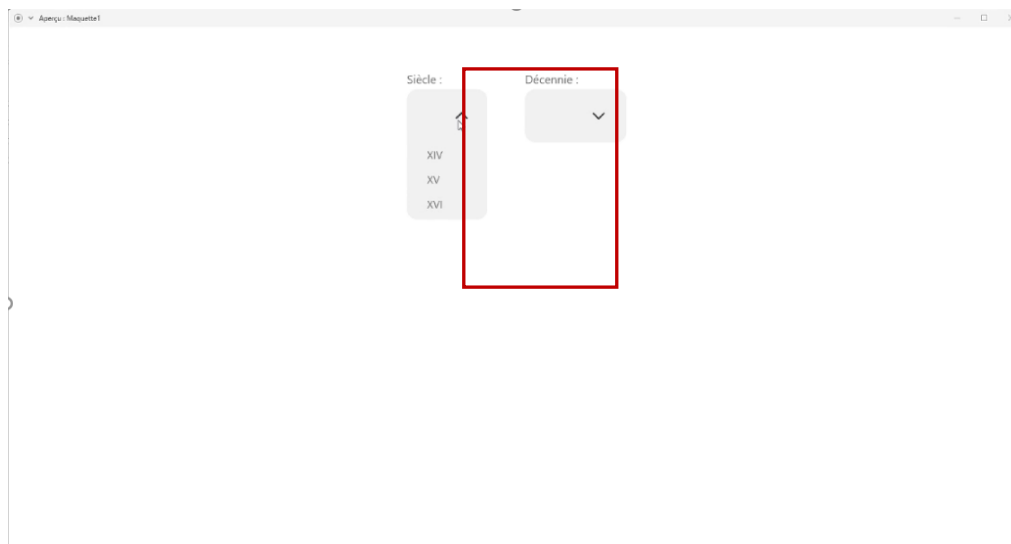 Aperçu : Maquette1
Siècle :
Décennie :
XIV
XV
XVI